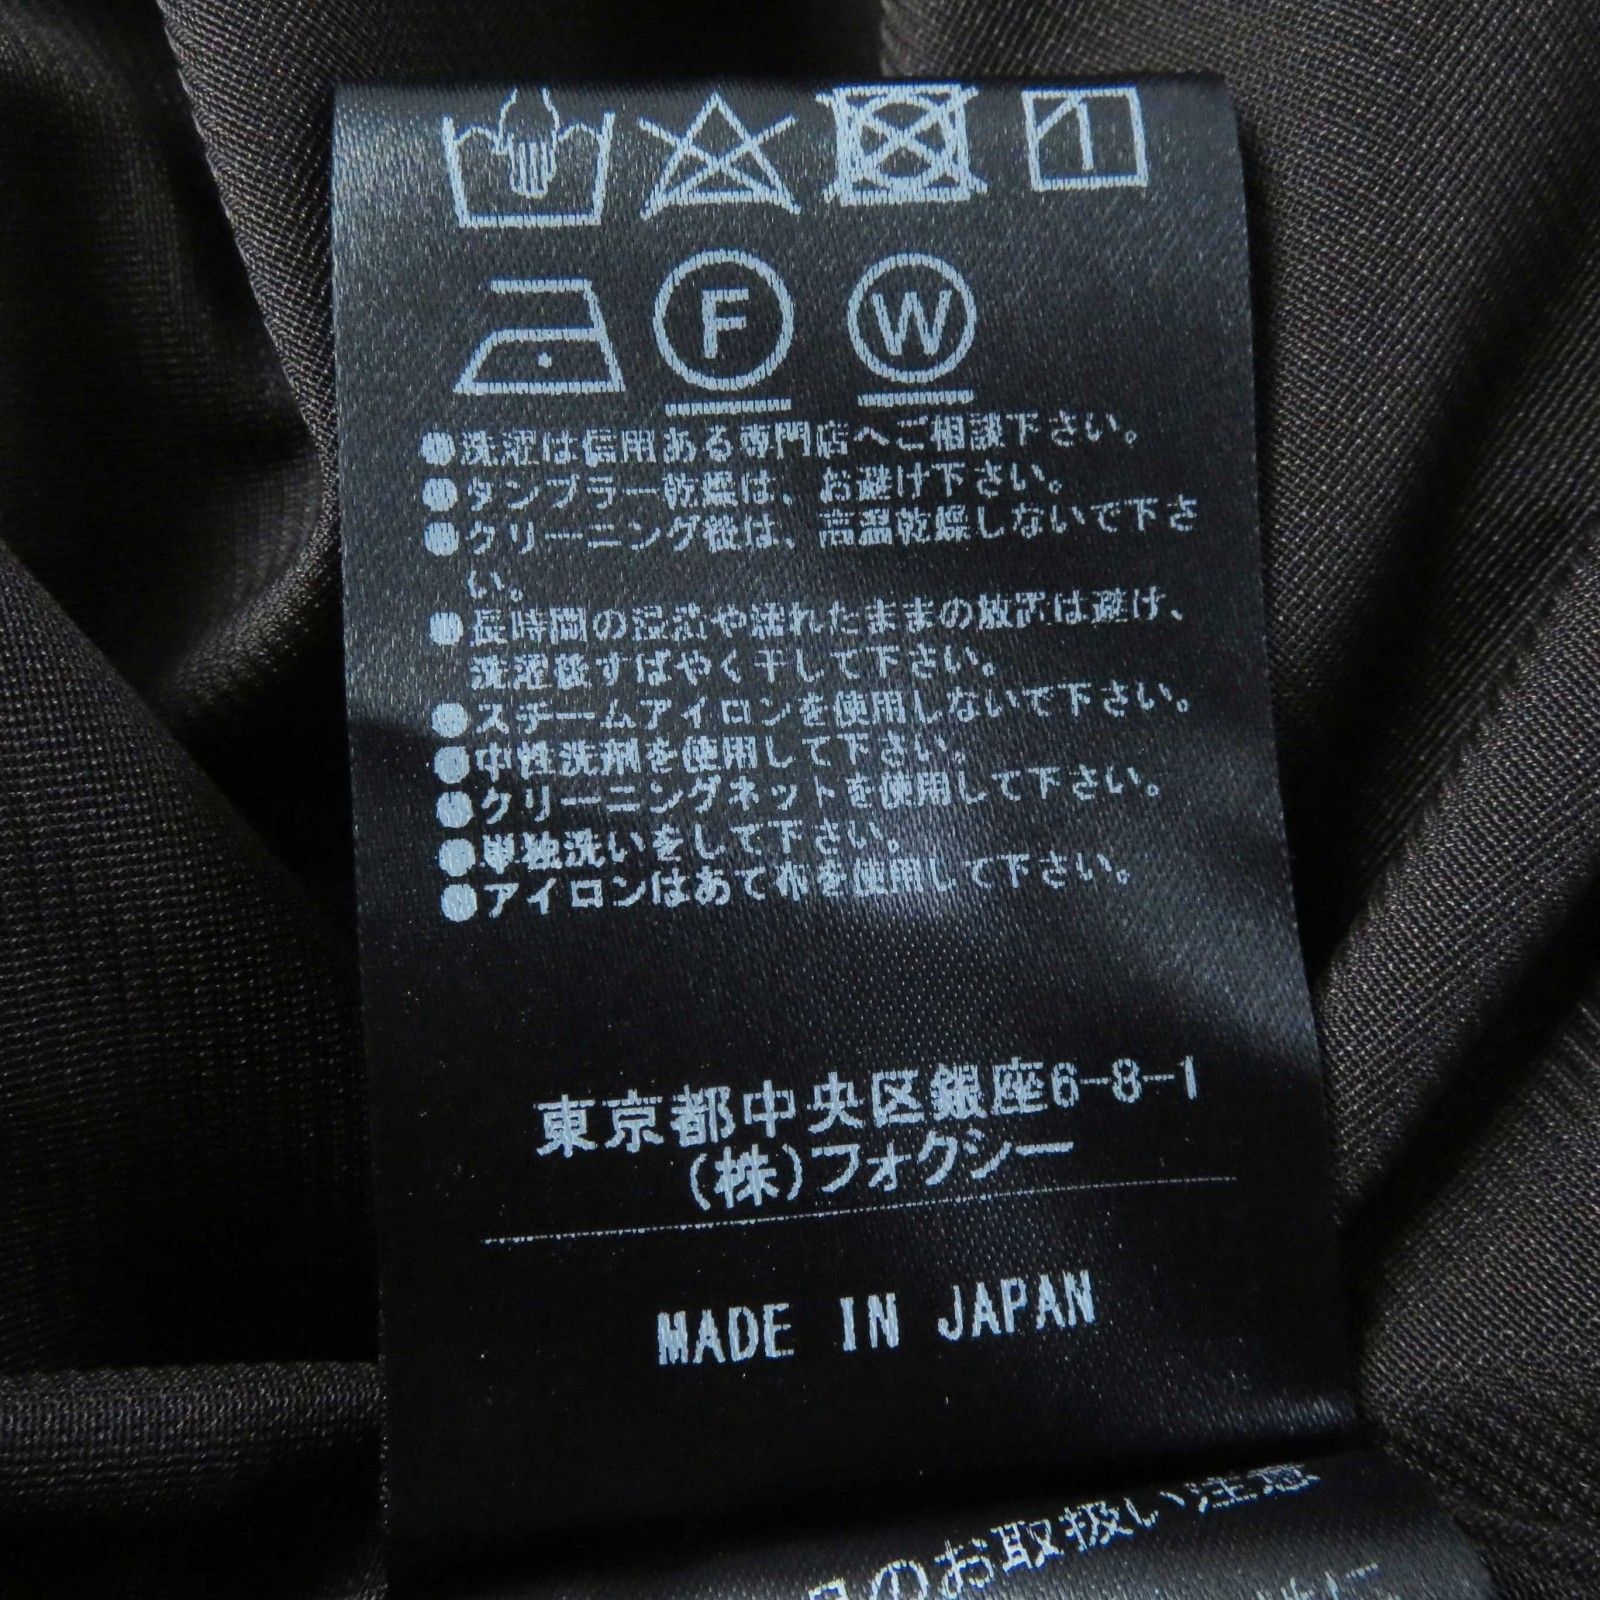 F W
●洗濯は信用ある専門店へご相談下さい。
●タンブラー乾燥は、お避け下さい。
●クリーニング後は、高温乾燥しないで下さ
い。
●長時間の浸漬や濡れたままの放置は避け、
洗濯後すばやく干して下さい。
●スチームアイロンを使用しないで下さい。
●中性洗剤を使用して下さい。
●クリーニングネットを使用して下さい。
●単独洗いをして下さい。
●アイロンはあて布を使用して下さい。
東京都中央区銀座6-8-1
(株)フォクシー
MADE IN JAPAN
のお取扱い注意